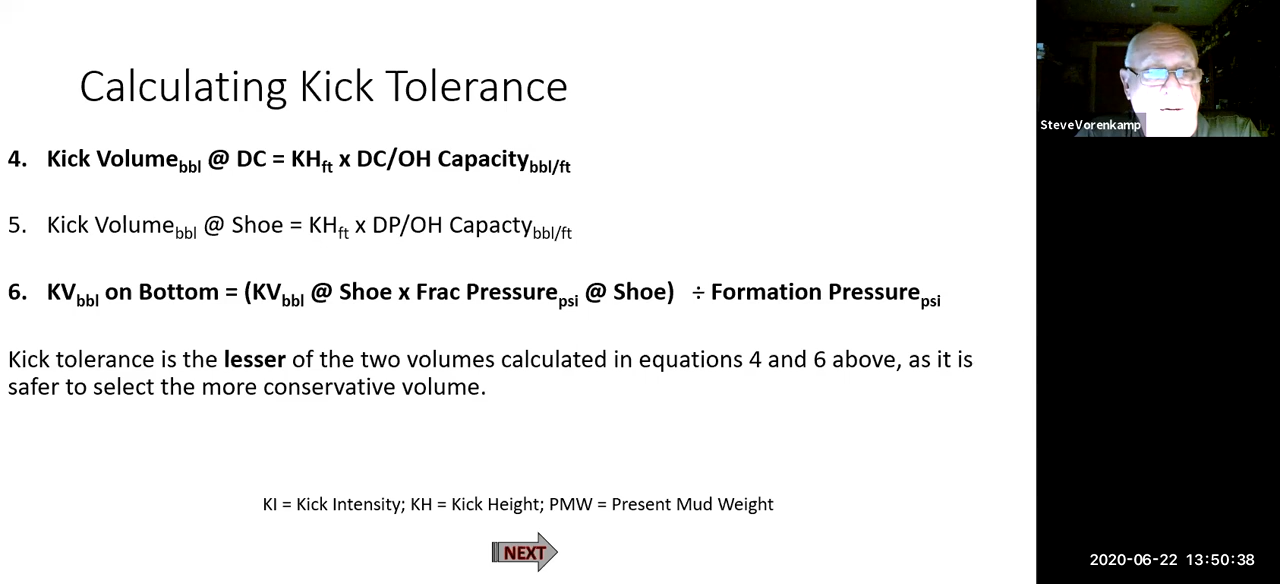 Calculating Kick Tolerance
4. Kick Volumebbl @ DC = KHft x DC/OH Capacitybbl/ft
5. Kick Volumebbl @ Shoe = KHft x DP/OH Capactybbl/ft
6. KVbbl on Bottom = (KVbbl @ Shoe x Frac Pressurepsi @ Shoe) ÷ Formation Pressurepsi
Kick tolerance is the lesser of the two volumes calculated in equations 4 and 6 above, as it is
safer to select the more conservative volume.
KI = Kick Intensity; KH = Kick Height; PMW = Present Mud Weight
NEXT
SteveVorenkamp
2020-06-22 13:50:38